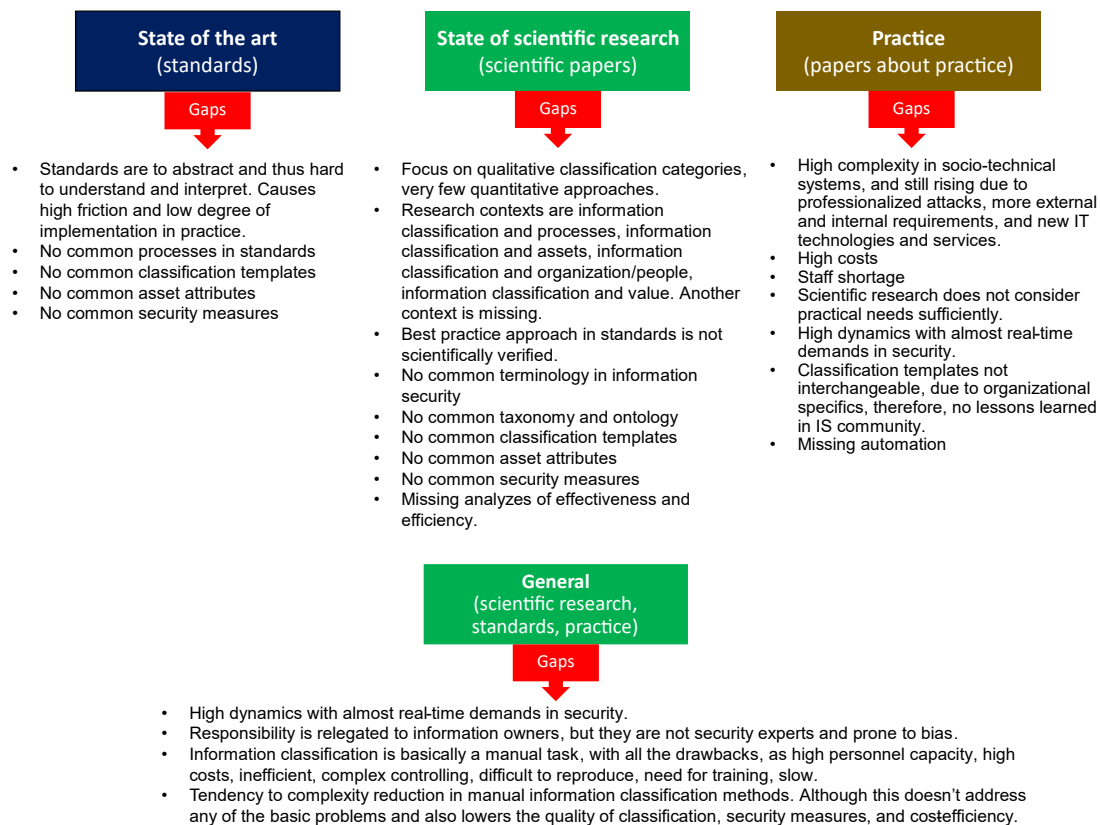 State of the art
(standards)
Gaps
• Standards are to abstract and thus hard
to understand and interpret. Causes
high friction and low degree of
implementation in practice.
• No common processes in standards
• No common classification templates
• No common asset attributes
• No common security measures
State of scientific research
(scientific papers)
Gaps
• Focus on qualitative classification categories,
very few quantitative approaches.
• Research contexts are information
classification and processes, information
classification and assets, information
classification and organization/people,
information classification and value. Another
context is missing.
• Best practice approach in standards is not
scientifically verified.
• No common terminology in information
security
• No common taxonomy and ontology
• No common classification templates
• No common asset attributes
• No common security measures
• Missing analyzes of effectiveness and
efficiency.
Practice
(papers about practice)
Gaps
• High complexity in socio-technical
systems, and still rising due to
professionalized attacks, more external
and internal requirements, and new IT
technologies and services.
• High costs
• Staff shortage
• Scientific research does not consider
practical needs sufficiently.
• High dynamics with almost real-time
demands in security.
• Classification templates not
interchangeable, due to organizational
specifics, therefore, no lessons learned
in IS community.
• Missing automation
General
(scientific research,
standards, practice)
Gaps
• High dynamics with almost real-time demands in security.
• Responsibility is relegated to information owners, but they are not security experts and prone to bias.
• Information classification is basically a manual task, with all the drawbacks, as high personnel capacity, high
costs, inefficient, complex controlling, difficult to reproduce, need for training, slow.
• Tendency to complexity reduction in manual information classification methods. Although this doesn't address
any of the basic problems and also lowers the quality of classification, security measures, and cost-efficiency.